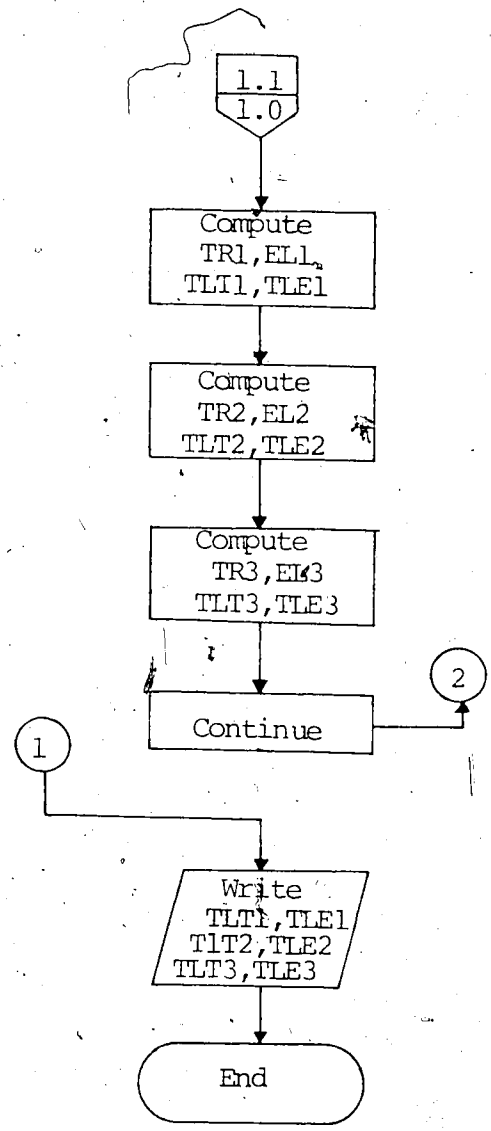 1.1
1.0
Compute
TR1,EL1
TLT1,TLE1
Compute
TR2,EL2
TLT2,TLE2
Compute
TR3,EL3
TLT3,TLE3
Continue
2
1
Write
TLT1,TLE1
TlT2,TLE2
TLT3,TLE3
End